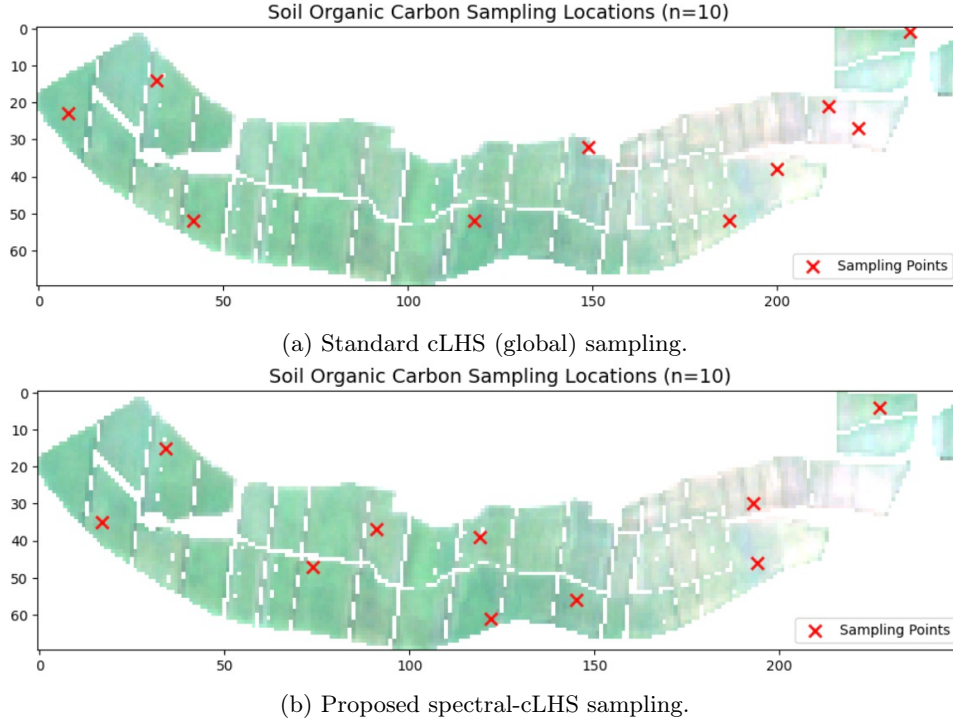 Soil Organic Carbon Sampling Locations (n=10)
0
10
20
30
40
50
60
Sampling Points
0 50 100 150 200
(a) Standard cLHS (global) sampling.
Soil Organic Carbon Sampling Locations (n=10)
0
10
20
30
40
50
60
Sampling Points
0 50 100 150 200
(b) Proposed spectral-cLHS sampling.